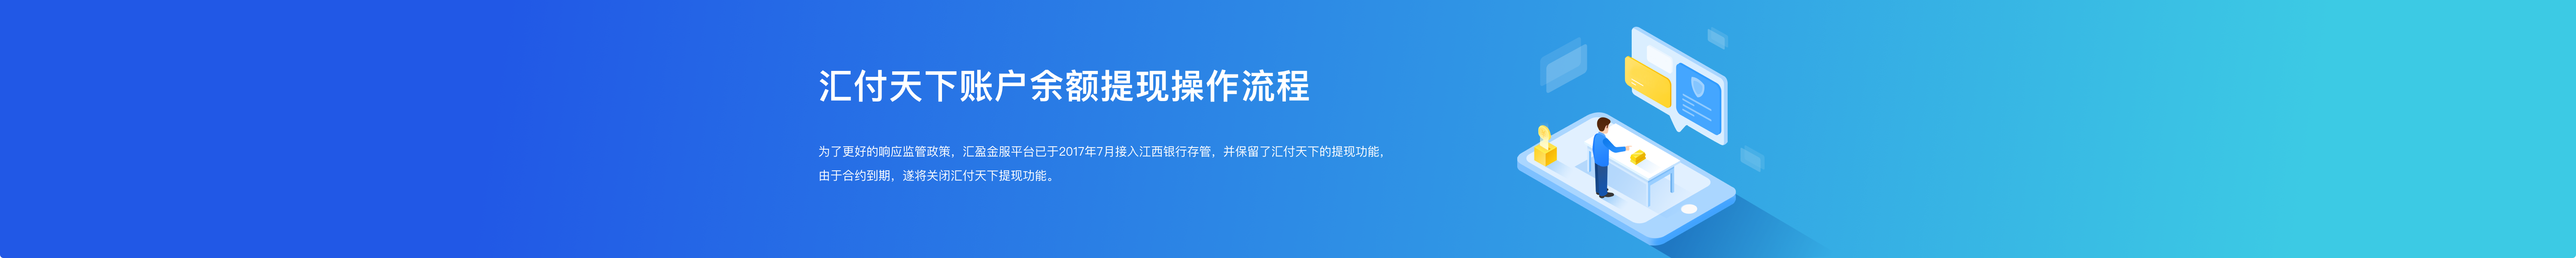 汇付天下账户余额提现操作流程
为了更好的响应监管政策，汇盈金服平台已于2017年7月接入江西银行存管，并保留了汇付天下的提现功能，
由于合约到期，遂将关闭汇付天下提现功能。